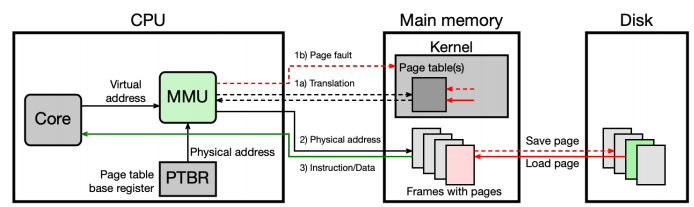 CPU
Main memory
Disk
Kernel
1b) Page fault
Page table(s)
Virtual
address
MMU
1a) Translation
Core
2) Physical address
Save page
Physical address
Load page
Page table
base register
PTBR
3) Instruction/Data
Frames with pages